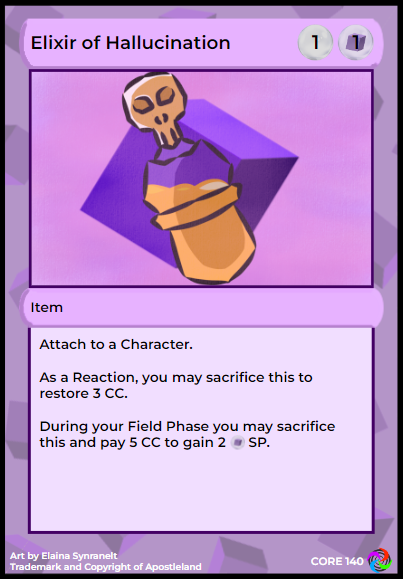 Elixir of Hallucination 1 1
Item
Attach to a Character.
As a Reaction, you may sacrifice this to
restore 3 CC.
During your Field Phase you may sacrifice
this and pay 5 CC to gain 2 SP.
Art by Elaina Synranelt
Trademark and Copyright of Apostleland
CORE 140